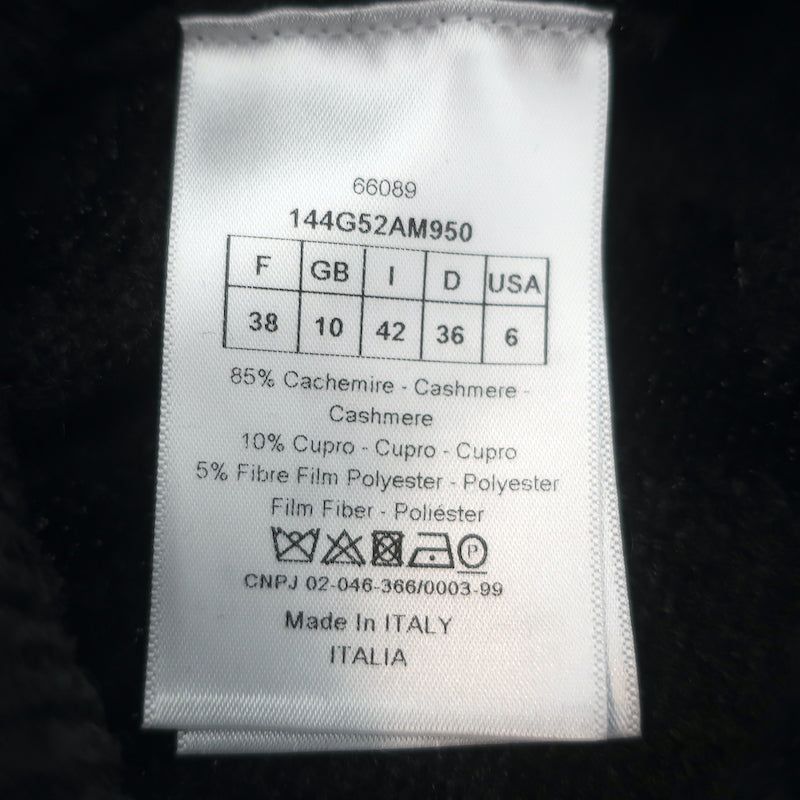 66089
144G52AM950
F GB I D USA
38 10 42 36 6
85% Cachemire - Cashmere -
Cashmere
10% Cupro - Cupro - Cupro
5% Fibre Film Polyester - Polyester
Film Fiber - Poliéster
P
CNPJ 02-046-366/0003-99
Made In ITALY
ITALIA